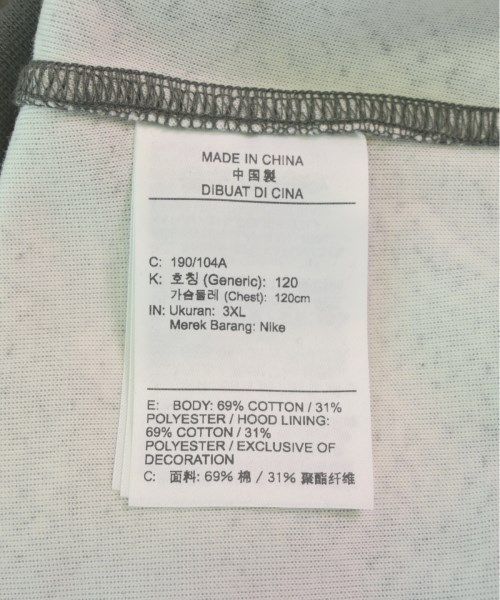 MADE IN CHINA
中国製
DIBUAT DI CINA
C: 190/104A
K: 호칭 (Generic): 120
가슴둘레 (Chest): 120cm
IN: Ukuran: 3XL
Merek Barang: Nike
E: BODY: 69% COTTON / 31%
POLYESTER / HOOD LINING:
69% COTTON / 31%
POLYESTER / EXCLUSIVE OF
DECORATION
C: 面料: 69% 棉 / 31% 聚酯纤维